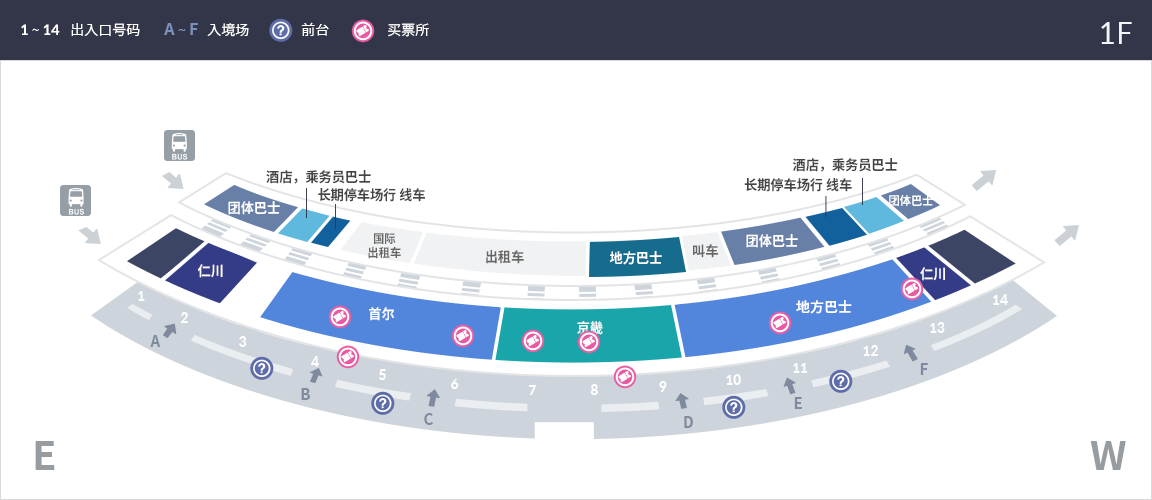 1 ~ 14 出入口号码 A ~ F 入境场 ? 前台 买票所 1F
BUS
BUS
酒店，乘务员巴士
长期停车场行 线车
酒店，乘务员巴士
长期停车场行 线车
团体巴士
国际
出租车
出租车
地方巴士
叫车
团体巴士
团体巴士
仁川
首尔
京畿
地方巴士
仁川
1 2 3 4 5 6 7 8 9 10 11 12 13 14
A B C D E F
? ? ? ?
E W